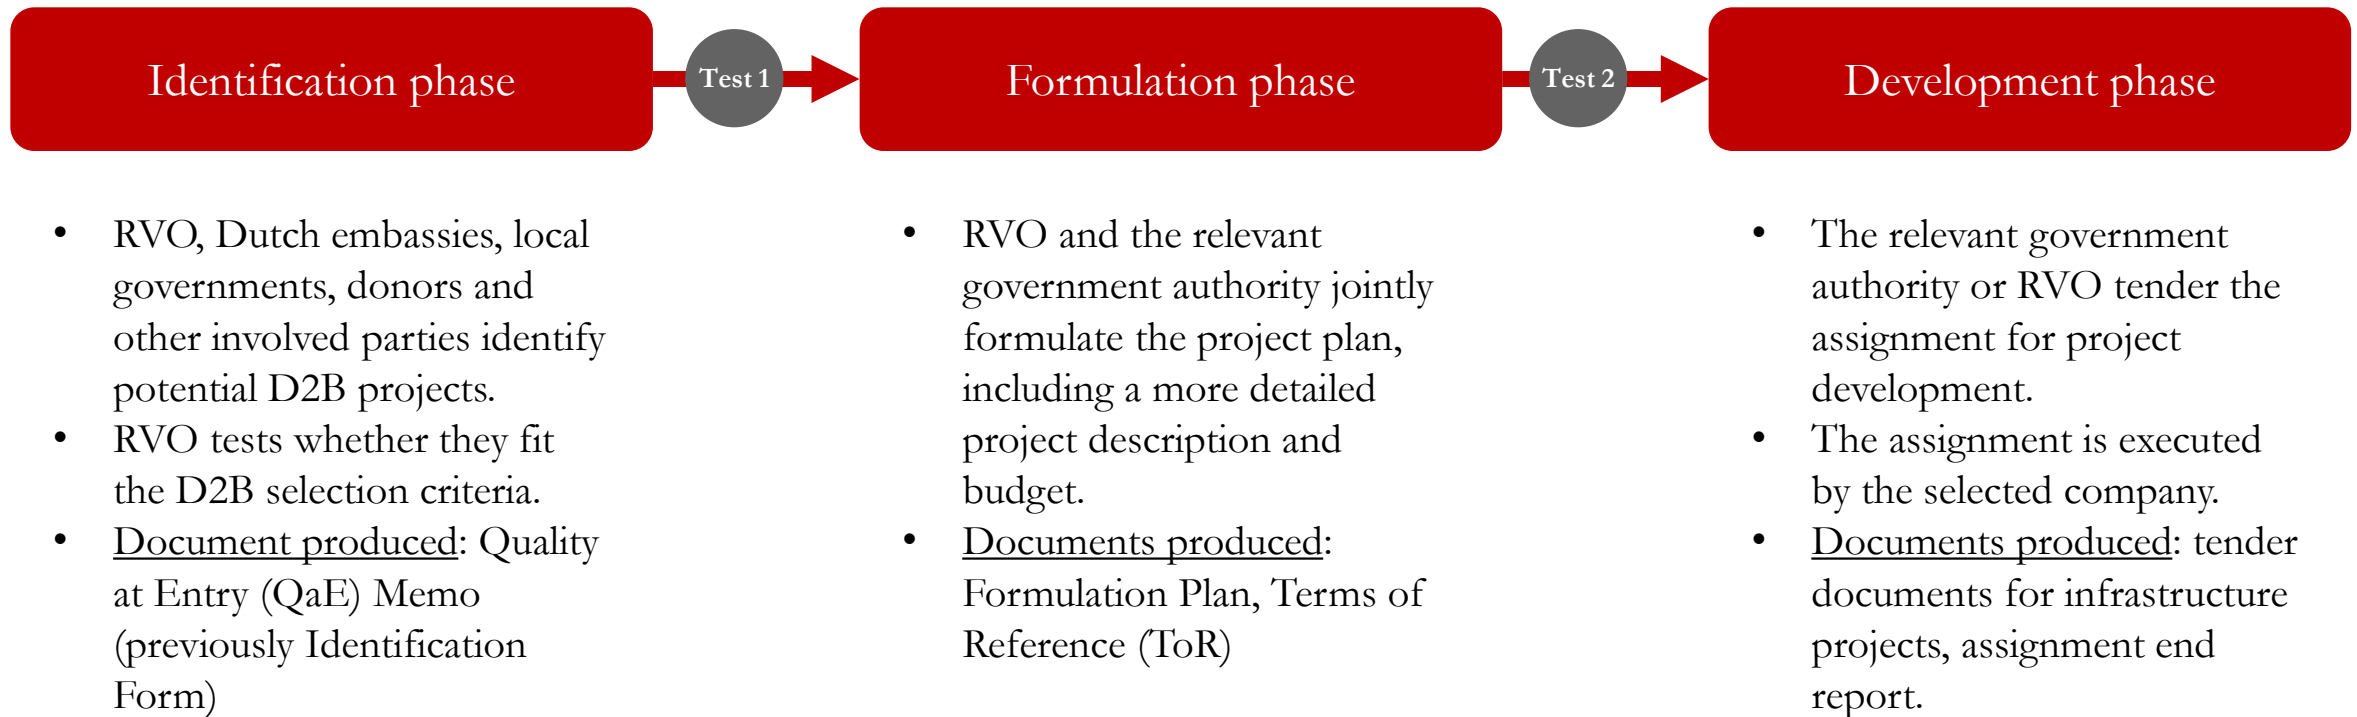 Identification phase
Test 1
Formulation phase
Test 2
Development phase
• RVO, Dutch embassies, local
governments, donors and
other involved parties identify
potential D2B projects.
• RVO tests whether they fit
the D2B selection criteria.
• Document produced: Quality
at Entry (QaE) Memo
(previously Identification
Form)
• RVO and the relevant
government authority jointly
formulate the project plan,
including a more detailed
project description and
budget.
• Documents produced:
Formulation Plan, Terms of
Reference (ToR)
• The relevant government
authority or RVO tender the
assignment for project
development.
• The assignment is executed
by the selected company.
• Documents produced: tender
documents for infrastructure
projects, assignment end
report.